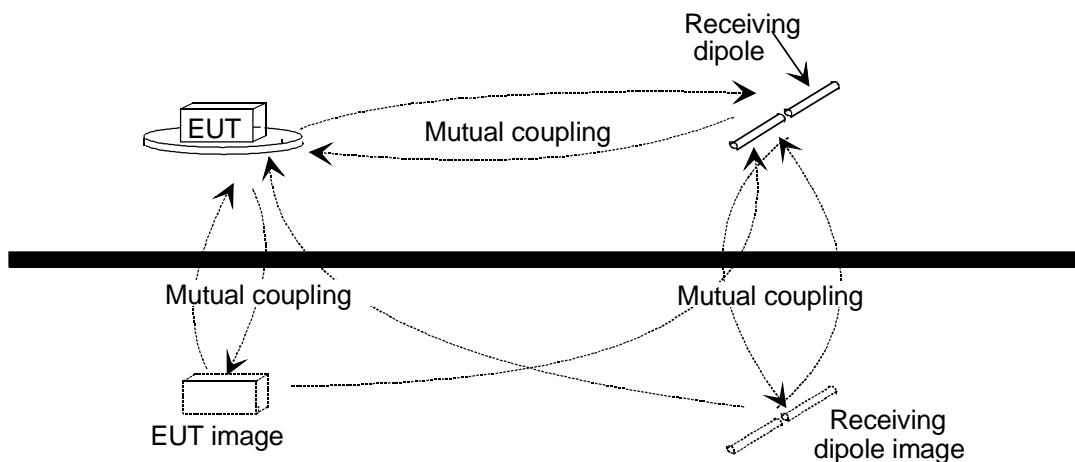 Receiving
dipole
EUT
Mutual coupling
Mutual coupling
Mutual coupling
EUT image
Receiving
dipole image